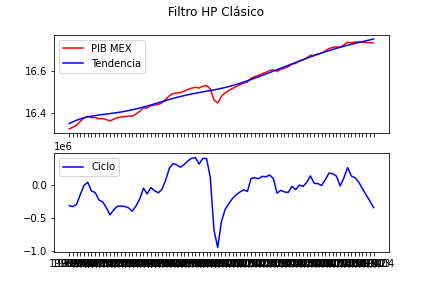 Filtro HP Clásico
PIB MEX
Tendencia
16.6
16.4
1e6
Ciclo
0.0
−0.5
−1.0